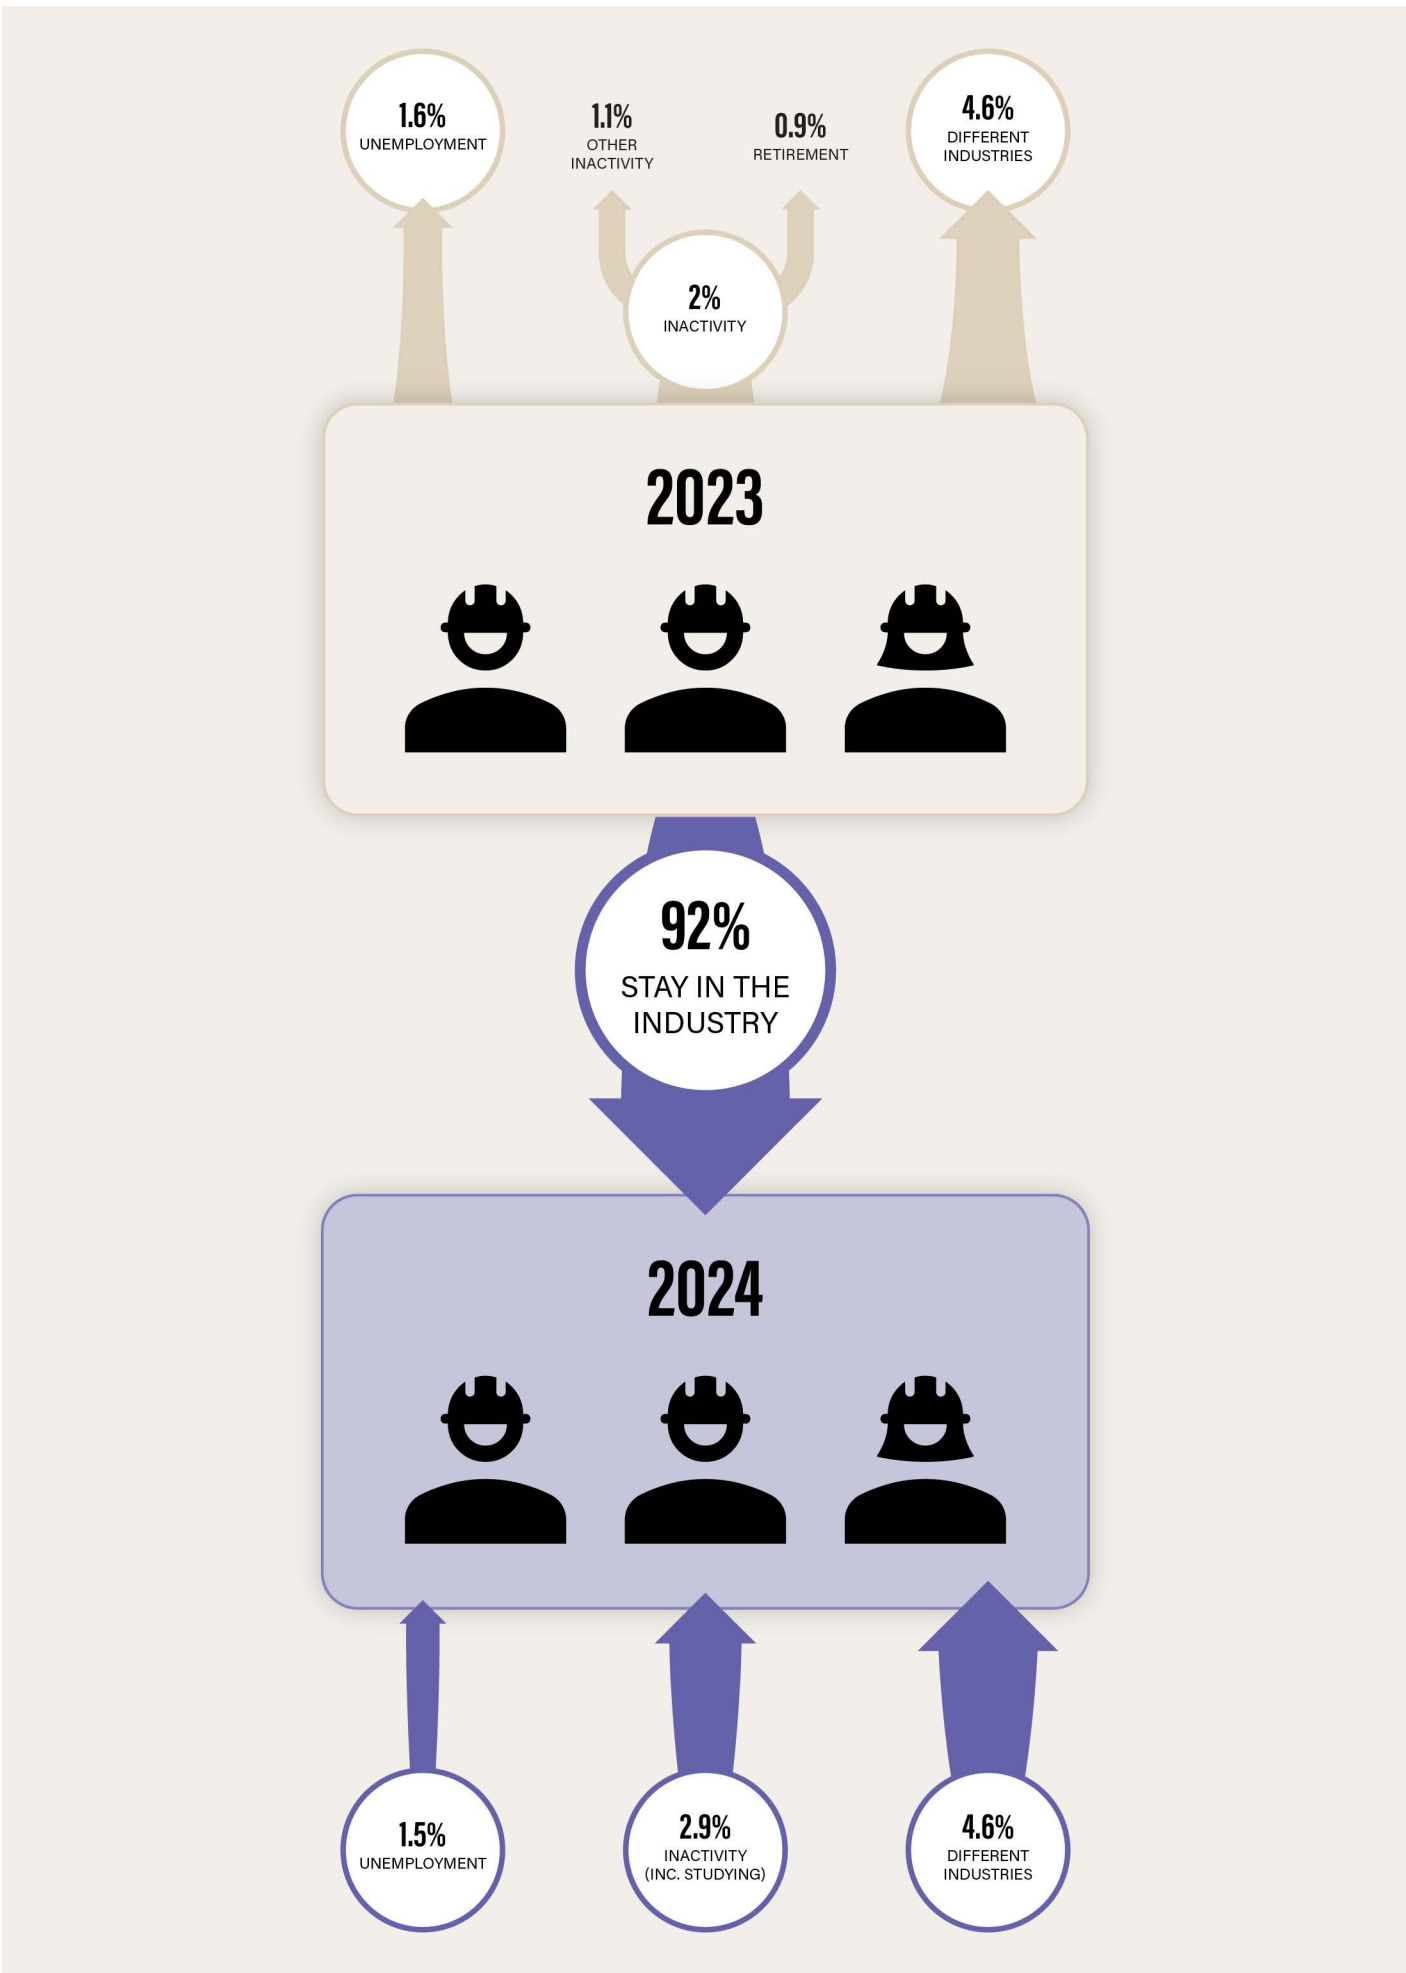 1.6%
UNEMPLOYMENT
1.1%
OTHER
INACTIVITY
0.9%
RETIREMENT
4.6%
DIFFERENT
INDUSTRIES
2%
INACTIVITY
2023
92%
STAY IN THE
INDUSTRY
2024
1.5%
UNEMPLOYMENT
2.9%
INACTIVITY
(INC. STUDYING)
4.6%
DIFFERENT
INDUSTRIES